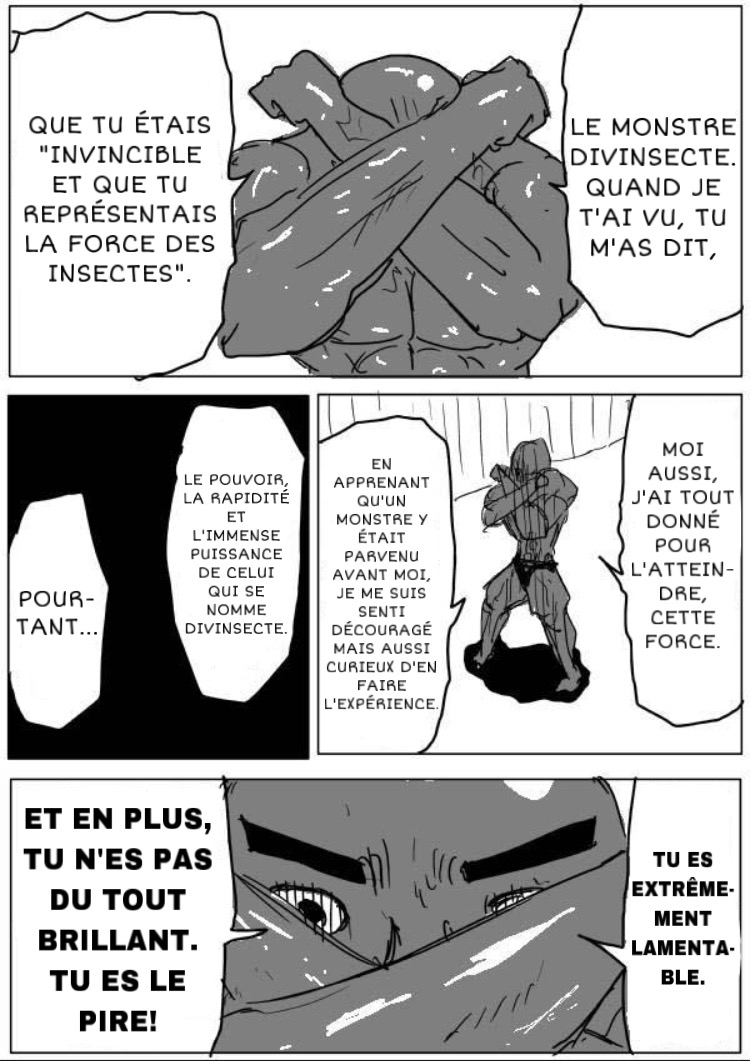 LE MONSTRE
DIVINSECTE.
QUAND JE
T'AI VU, TU
M'AS DIT,
QUE TU ÉTAIS
"INVINCIBLE
ET QUE TU
REPRÉSENTAIS
LA FORCE DES
INSECTES".
MOI
AUSSI,
J'AI TOUT
DONNÉ
POUR
L'ATTEIN-
DRE,
CETTE
FORCE.
EN
APPRENANT
QU'UN
MONSTRE Y
ÉTAIT
PARVENU
AVANT MOI,
JE ME SUIS
SENTI
DÉCOURAGÉ
MAIS AUSSI
CURIEUX D'EN
FAIRE
L'EXPÉRIENCE.
LE POUVOIR,
LA RAPIDITÉ
ET
L'IMMENSE
PUISSANCE
DE CELUI
QUI SE
NOMME
DIVINSECTE.
POUR-
TANT...
TU ES
EXTRÊME-
MENT
LAMENTA-
BLE.
ET EN PLUS,
TU N'ES PAS
DU TOUT
BRILLANT.
TU ES LE
PIRE!